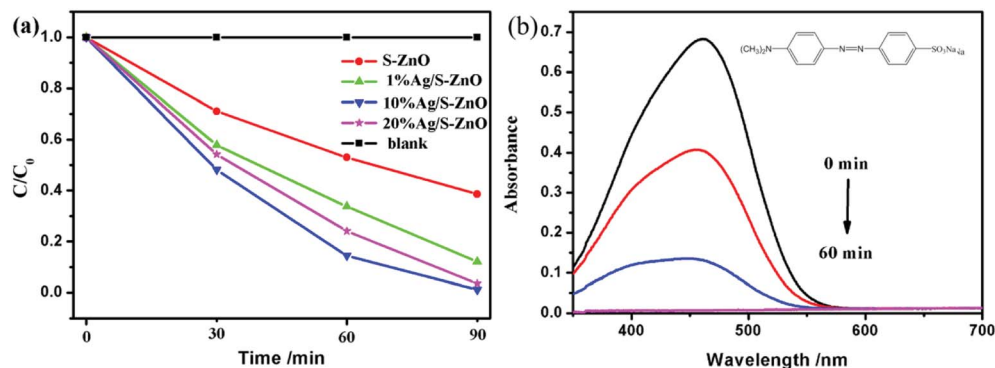 (a)
1.0
0.8
0.6
0.4
0.2
0.0
C/C₀
S-ZnO
1%Ag/S-ZnO
10%Ag/S-ZnO
20%Ag/S-ZnO
blank
0 30 60 90
Time /min
(b)
0.7
0.6
0.5
0.4
0.3
0.2
0.1
0.0
Absorbance
(CH₃)₂N N=N SO₃Na
0 min
60 min
400 500 600 700
Wavelength /nm